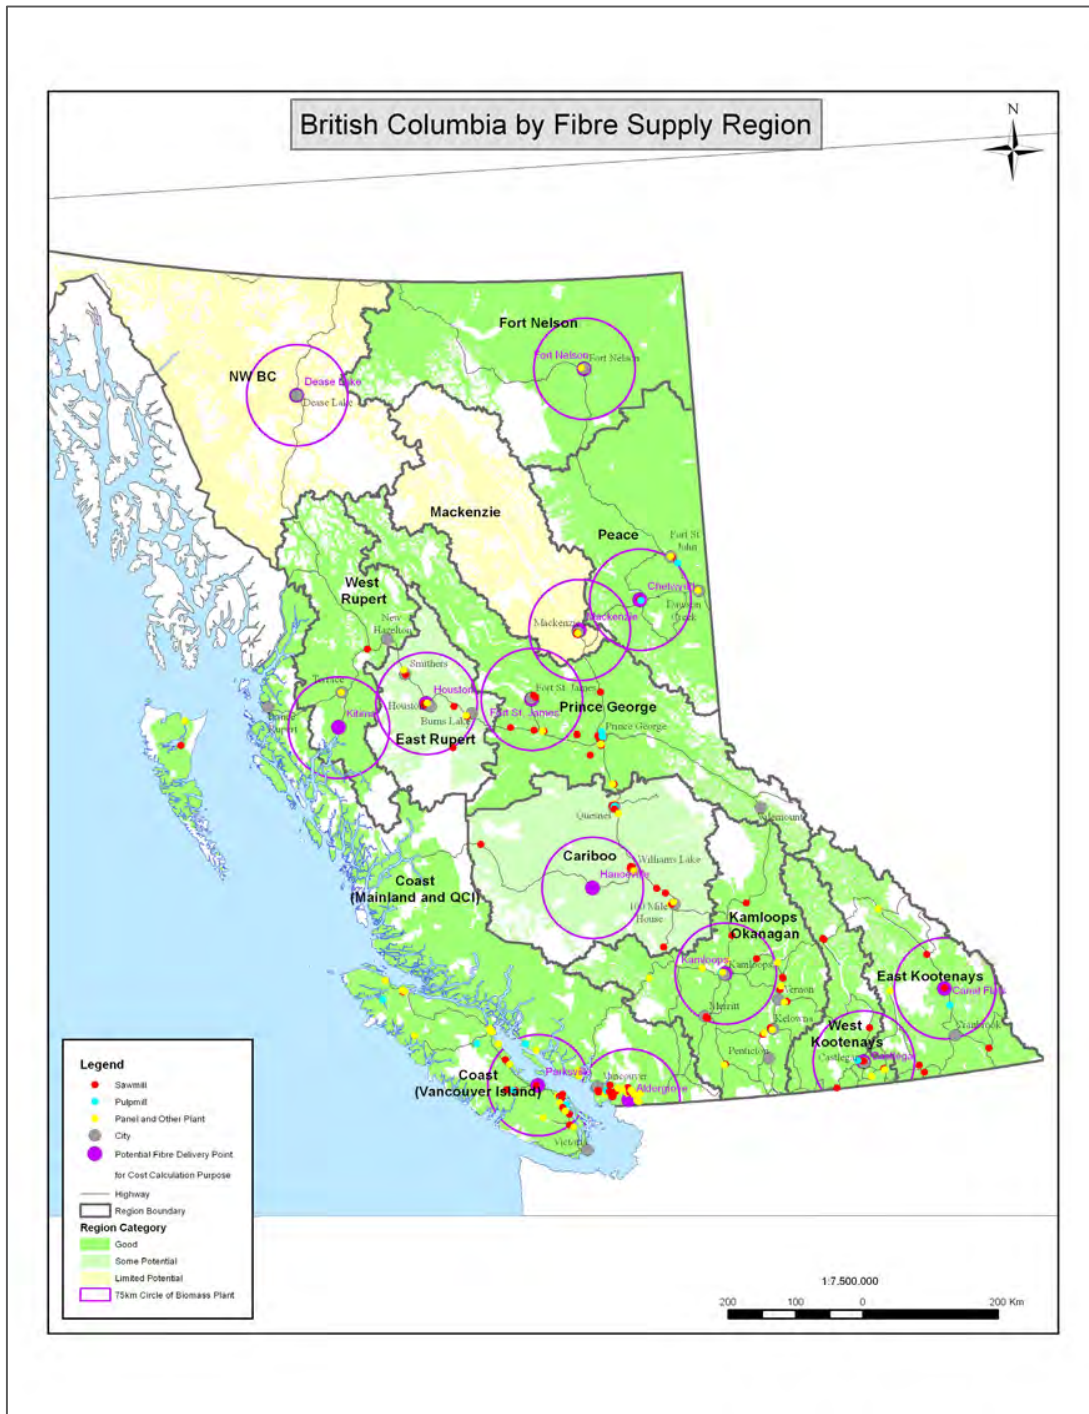 British Columbia by Fibre Supply Region
N
Fort Nelson
Fort Nelson
Fort Nelson
NW BC
Dease Lake
Dease Lake
Mackenzie
Peace
Fort St
John
Chetwynd
Dawson
Creek
West
Rupert
New
Hazelton
Mackenzie
Mackenzie
Smithers
Terrace
Houston
Houston
Fort St. James
Fort St. James
Prince George
Kitimat
Prince
Rupert
Burns Lake
East Rupert
Prince George
Quesnel
Valemount
Cariboo
Williams Lake
Hanceville
Coast
(Mainland and QCI)
100 Mile
House
Kamloops
Okanagan
Kamloops
Kamloops
East Kootenays
Canal Flats
Vernon
Merritt
Kelowna
West
Kootenays
Cranbrook
Penticton
Castlegar
Castlegar
Coast
(Vancouver Island)
Parksville
Vancouver
Aldergrove
Victoria
Legend
Sawmill
Pulpmill
Panel and Other Plant
City
Potential Fibre Delivery Point
for Cost Calculation Purpose
Highway
Region Boundary
Region Category
Good
Some Potential
Limited Potential
75km Circle of Biomass Plant
1:7,500,000
200 100 0 200 Km